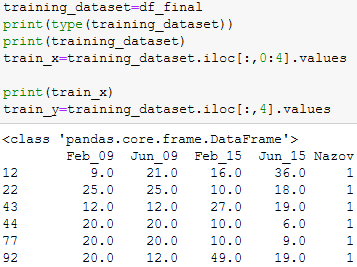 training_dataset=df_final
print(type(training_dataset))
print(training_dataset)
train_x=training_dataset.iloc[:,0:4].values
print(train_x)
train_y=training_dataset.iloc[:,4].values
<class 'pandas.core.frame.DataFrame'>
Feb_09 Jun_09 Feb_15 Jun_15 Nazov
12 9.0 21.0 16.0 36.0 1
22 25.0 25.0 10.0 18.0 1
43 12.0 12.0 27.0 19.0 1
44 20.0 20.0 10.0 6.0 1
77 20.0 20.0 10.0 9.0 1
92 20.0 12.0 49.0 19.0 1